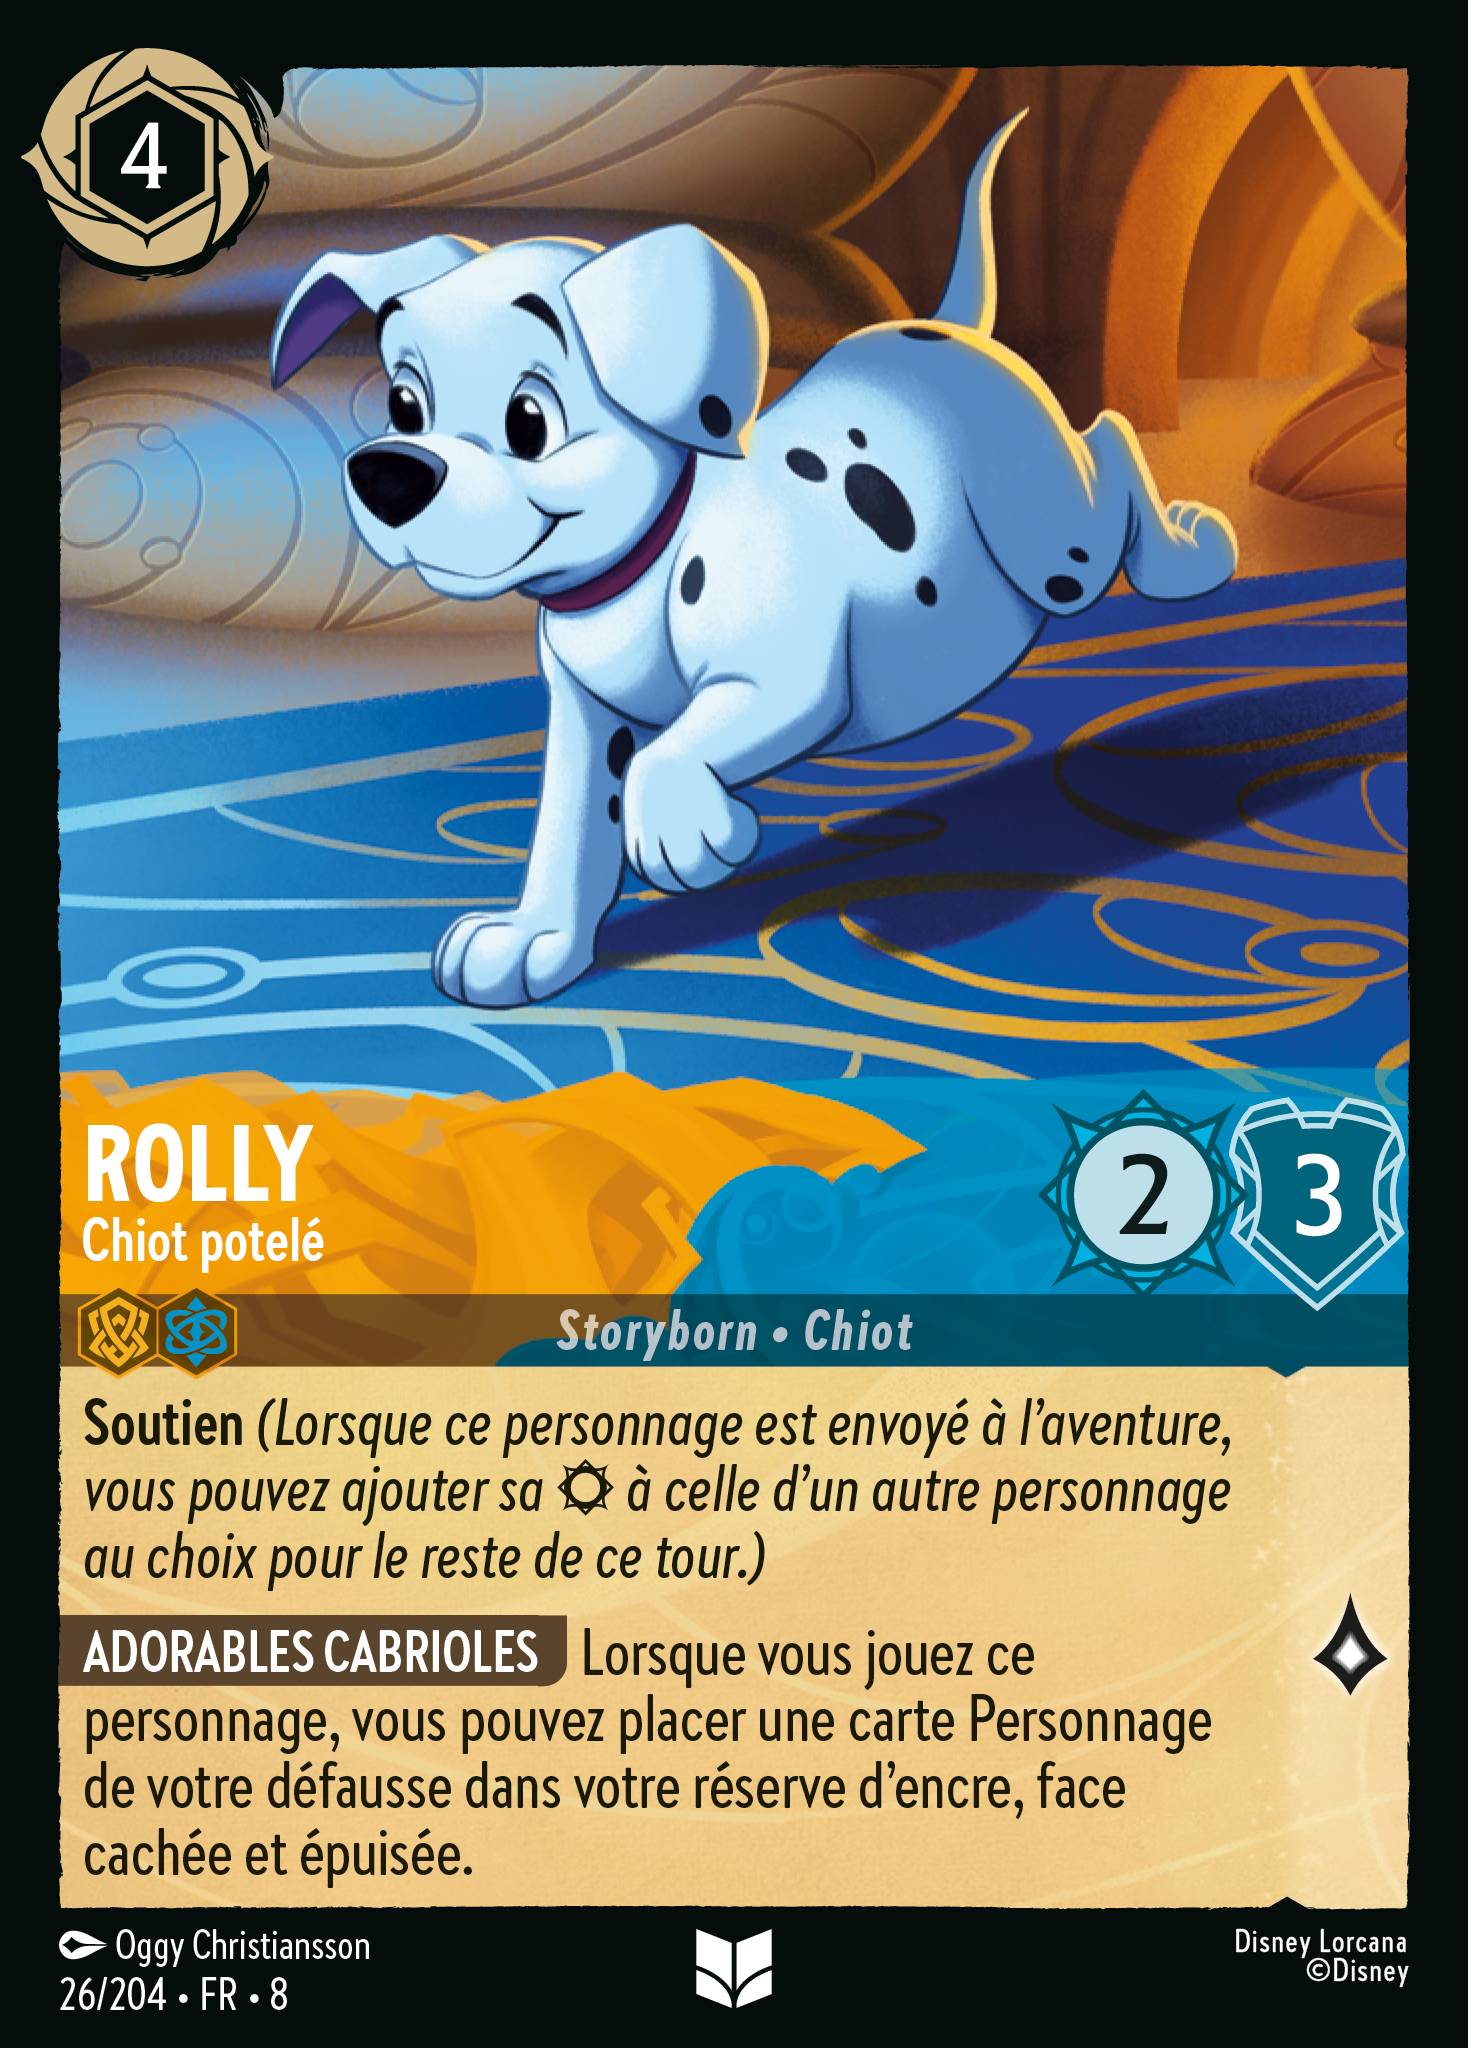 4
ROLLY
Chiot potelé
2
3
Storyborn • Chiot
Soutien (Lorsque ce personnage est envoyé à l’aventure,
vous pouvez ajouter sa à celle d’un autre personnage
au choix pour le reste de ce tour.)
ADORABLES CABRIOLES Lorsque vous jouez ce
personnage, vous pouvez placer une carte Personnage
de votre défausse dans votre réserve d’encre, face
cachée et épuisée.
Oggy Christiansson
26/204 • FR • 8
Disney Lorcana
©Disney